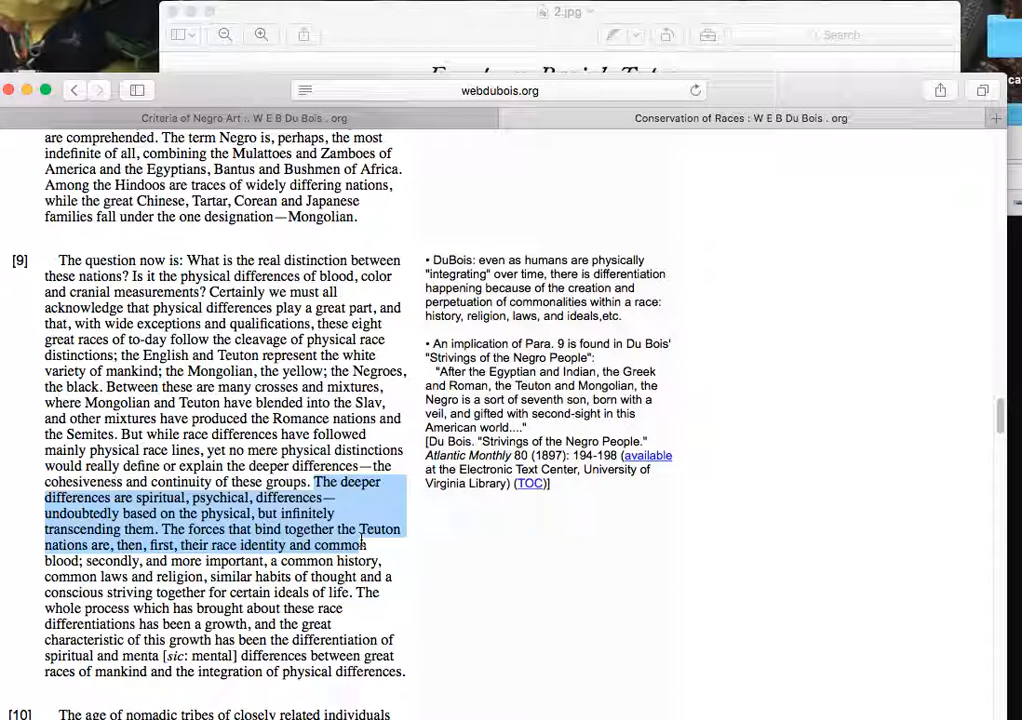 2.jpg
Search
webdubois.org
Criteria of Negro Art .. W E B Du Bois . org
Conservation of Races : W E B Du Bois . org
are comprehended. The term Negro is, perhaps, the most
indefinite of all, combining the Mulattoes and Zamboes of
America and the Egyptians, Bantus and Bushmen of Africa.
Among the Hindoos are traces of widely differing nations,
while the great Chinese, Tartar, Corean and Japanese
families fall under the one designation—Mongolian.
[9] The question now is: What is the real distinction between
these nations? Is it the physical differences of blood, color
and cranial measurements? Certainly we must all
acknowledge that physical differences play a great part, and
that, with wide exceptions and qualifications, these eight
great races of to-day follow the cleavage of physical race
distinctions; the English and Teuton represent the white
variety of mankind; the Mongolian, the yellow; the Negroes,
the black. Between these are many crosses and mixtures,
where Mongolian and Teuton have blended into the Slav,
and other mixtures have produced the Romance nations and
the Semites. But while race differences have followed
mainly physical race lines, yet no mere physical distinctions
would really define or explain the deeper differences—the
cohesiveness and continuity of these groups. The deeper
differences are spiritual, psychical, differences—
undoubtedly based on the physical, but infinitely
transcending them. The forces that bind together the Teuton
nations are, then, first, their race identity and common
blood; secondly, and more important, a common history,
common laws and religion, similar habits of thought and a
conscious striving together for certain ideals of life. The
whole process which has brought about these race
differentiations has been a growth, and the great
characteristic of this growth has been the differentiation of
spiritual and menta [sic: mental] differences between great
races of mankind and the integration of physical differences.
• DuBois: even as humans are physically
"integrating" over time, there is differentiation
happening because of the creation and
perpetuation of commonalities within a race:
history, religion, laws, and ideals,etc.
• An implication of Para. 9 is found in Du Bois'
"Strivings of the Negro People":
"After the Egyptian and Indian, the Greek
and Roman, the Teuton and Mongolian, the
Negro is a sort of seventh son, born with a
veil, and gifted with second-sight in this
American world...."
[Du Bois. "Strivings of the Negro People."
Atlantic Monthly 80 (1897): 194-198 (available
at the Electronic Text Center, University of
Virginia Library) (TOC)]
[10] The age of nomadic tribes of closely related individuals